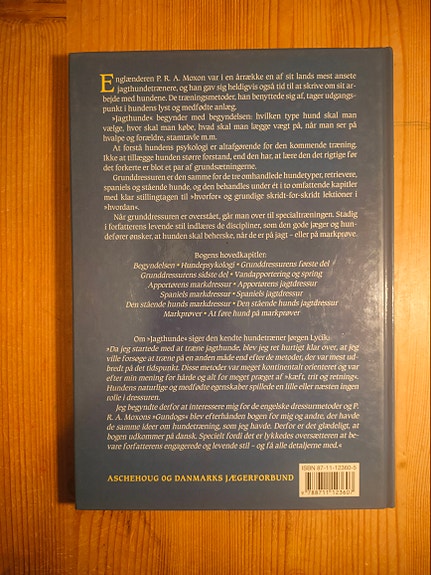 Englænderen P. R. A. Moxon var i en årrække en af sit lands mest ansete
jagthundetrænere, og han gav sig heldigvis også tid til at skrive om sit ar-
bejde med hundene. De træningsmetoder, han benyttede sig af, tager udgangs-
punkt i hundens lyst og medfødte anlæg.
»Jagthunde« begynder med begyndelsen: hvilken type hund skal man
vælge, hvor skal man købe, hvad skal man lægge vægt på, når man ser på
hvalpe og forældre, stamtavle m.m.
At forstå hundens psykologi er altafgørende for den kommende træning.
Ikke at tillægge hunden større forstand, end den har, at lære den det rigtige før
det forkerte er blot et par af grundsætningerne.
Grunddressuren er den samme for de tre omhandlede hundetyper, retrievere,
spaniels og stående hunde, og den behandles under ét i to omfattende kapitler
med klar stillingtagen til »hvorfor« og grundige skridt-for-skridt lektioner i
»hvordan«.
Når grunddressuren er overstået, går man over til specialtræningen. Stadig
i forfatterens levende stil indlæres de discipliner, som den gode jæger og hun-
defører ønsker, at hunden skal beherske, når de er på jagt – eller på markprøve.
Bogens hovedkapitler:
Begyndelsen • Hundepsykologi • Grunddressurens første del
Grunddressurens sidste del • Vandapportering og spring
Apportørens markdressur • Apportørens jagtdressur
Spaniels markdressur • Spaniels jagtdressur
Den stående hunds markdressur • Den stående hunds jagtdressur
Markprøver • At føre hund på markprøver
Om »Jagthunde« siger den kendte hundetræner Jørgen Lycik:
»Da jeg startede med at træne jagthunde, blev jeg ret hurtigt klar over, at jeg
ville forsøge at træne på en anden måde end efter de metoder, der var mest ud-
bredt på det tidspunkt. Disse metoder var meget kontinentalt orienteret og var
efter min mening for hårde og alt for meget præget af »kæft, trit og retning«.
Hundens naturlige og medfødte egenskaber spillede en lille eller næsten ingen
rolle i dressuren.
Jeg begyndte derfor at interessere mig for de engelske dressurmetoder og P.
R. A. Moxons »Gundogs« blev efterhånden bogen for mig og andre, der havde
de samme ideer om hundetræning, som jeg havde. Derfor er det glædeligt, at
bogen udkommer på dansk. Specielt fordi det er lykkedes oversætteren at be-
vare forfatterens engagerede og levende stil – og få alle detaljerne med.«
ISBN 87-11-12360-5
9 788711 123607
ASCHEHOUG OG DANMARKS JÆGERFORBUND